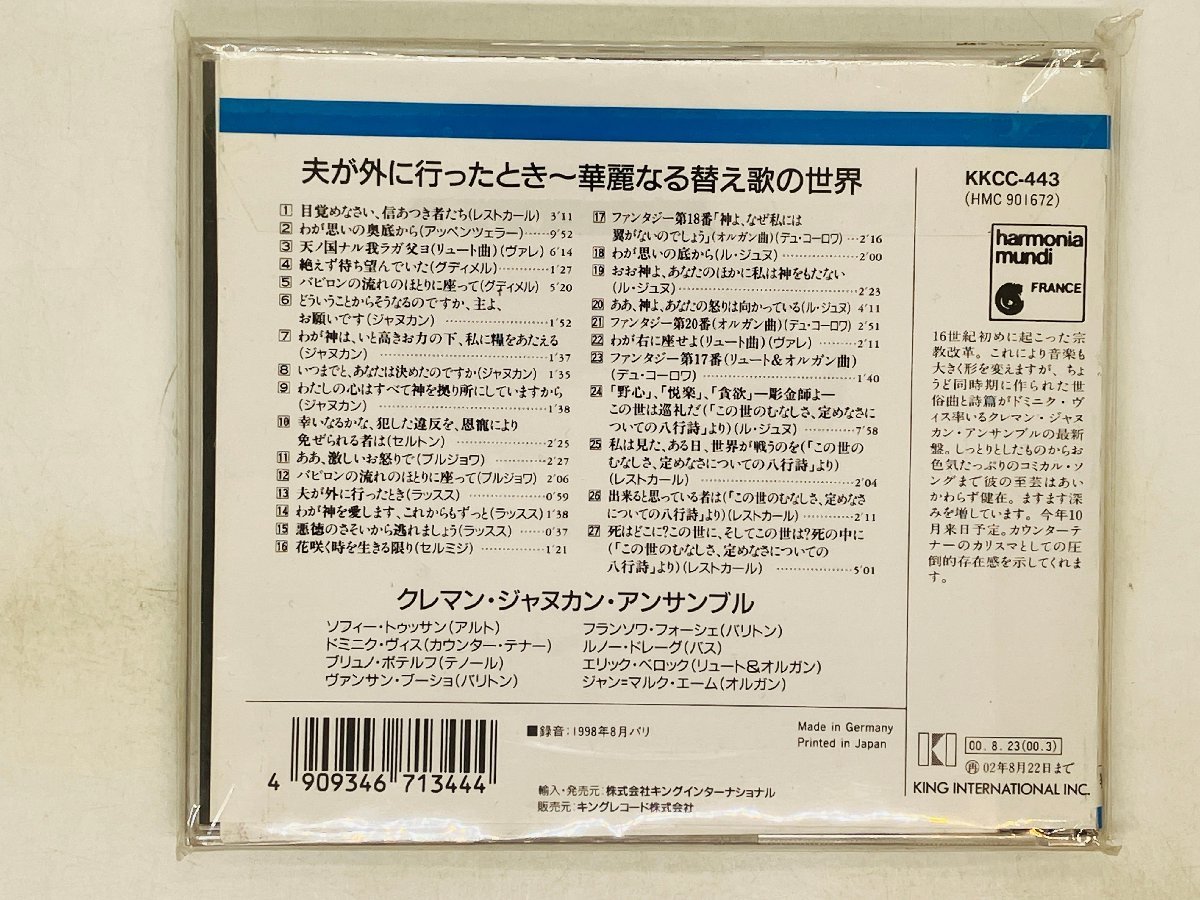 夫が外に行ったとき〜華麗なる替え歌の世界
1 目覚めなさい、信あつき者たち(レストカール) 3'11
2 わが思いの奥底から(アッペンツェラー) 9'52
3 天ノ国ナル我ラガ父ヨ(リュート曲)(ヴァレ) 6'14
4 絶えず待ち望んでいた(グディメル) 1'27
5 バビロンの流れのほとりに座って(グディメル) 5'20
6 どういうことからそうなるのですか、主よ、
お願いです(ジャヌカン) 1'52
7 わが神は、いと高きお力の下、私に糧をあたえる
(ジャヌカン) 1'37
8 いつまでと、あなたは決めたのですか(ジャヌカン) 1'35
9 わたしの心はすべて神を拠り所にしていますから
(ジャヌカン) 1'38
10 幸いなるかな、犯した違反を、恩寵により
免ぜられる者は(セルトン) 2'25
11 ああ、激しいお怒りで(ブルジョワ) 2'27
12 バビロンの流れのほとりに座って(ブルジョワ) 2'06
13 夫が外に行ったとき(ラッスス) 0'59
14 わが神を愛します、これからもずっと(ラッスス) 1'38
15 悪徳のさそいから逃れましょう(ラッスス) 0'37
16 花咲く時を生きる限り(セルミジ) 1'21
17 ファンタジー第18番「神よ、なぜ私には
翼がないのでしょう」(オルガン曲)(デュ・コーロワ) 2'16
18 わが思いの底から(ル・ジュヌ) 2'00
19 おお神よ、あなたのほかに私は神をもたない
(ル・ジュヌ) 2'23
20 ああ、神よ、あなたの怒りは向かっている(ル・ジュヌ) 4'11
21 ファンタジー第20番(オルガン曲)(デュ・コーロワ) 2'51
22 わが右に座せよ(リュート曲)(ヴァレ) 2'11
23 ファンタジー第17番(リュート&オルガン曲)
(デュ・コーロワ) 1'40
24 「野心」、「悦楽」、「貪欲」―彫金師よ―
この世は巡礼だ(「この世のむなしさ、定めなさに
ついての八行詩」より)(ル・ジュヌ) 7'58
25 私は見た、ある日、世界が戦うのを(「この世の
むなしさ、定めなさについての八行詩」より)
(レストカール) 2'04
26 出来ると思っている者は(「この世のむなしさ、定めなさ
についての八行詩」より)(レストカール) 2'11
27 死はどこに?この世に、そしてこの世は?死の中に
(「この世のむなしさ、定めなさについての
八行詩」より)(レストカール) 5'01
クレマン・ジャヌカン・アンサンブル
ソフィー・トゥッサン(アルト)
ドミニク・ヴィス(カウンター・テナー)
ブリュノ・ボテルフ(テノール)
ヴァンサン・ブーショ(バリトン)
フランソワ・フォーシェ(バリトン)
ルノー・ドレーグ(バス)
エリック・ベロック(リュート&オルガン)
ジャン=マルク・エーム(オルガン)
4 909346 713444
■録音:1998年8月パリ
Made in Germany
Printed in Japan
輸入・発売元:株式会社キングインターナショナル
販売元:キングレコード株式会社
KKCC-443
(HMC 901672)
harmonia
mundi
FRANCE
16世紀初めに起こった宗
教改革。これにより音楽も
大きく形を変えますが、ちょ
うど同時期に作られた世
俗曲と詩篇がドミニク・ヴ
ィス率いるクレマン・ジャヌ
カン・アンサンブルの最新
盤。しっとりとしたものからお
色気たっぷりのコミカル・ソ
ングまで彼の至芸はあい
かわらず健在。ますます深
みを増しています。今年10
月来日予定。カウンターテ
ナーのカリスマとしての圧
倒的存在感を示してくれま
す。
KI
00.8.23(00.3)
再 02年8月22日まで
KING INTERNATIONAL INC.